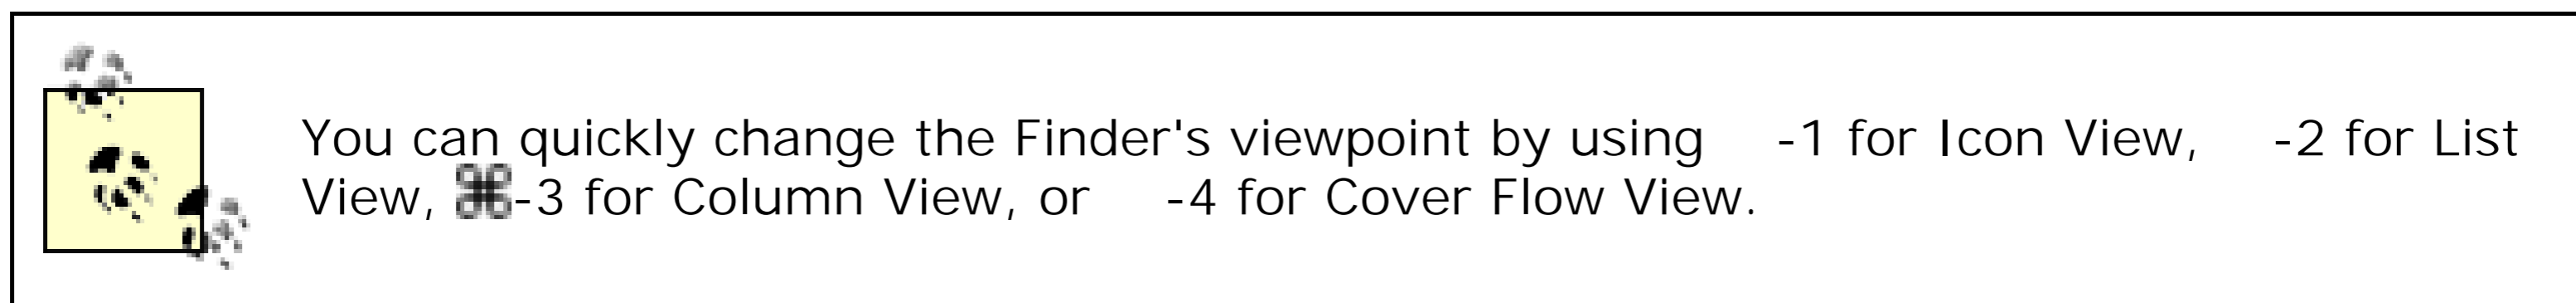 You can quickly change the Finder's viewpoint by using -1 for Icon View, -2 for List
View, ⌘-3 for Column View, or -4 for Cover Flow View.